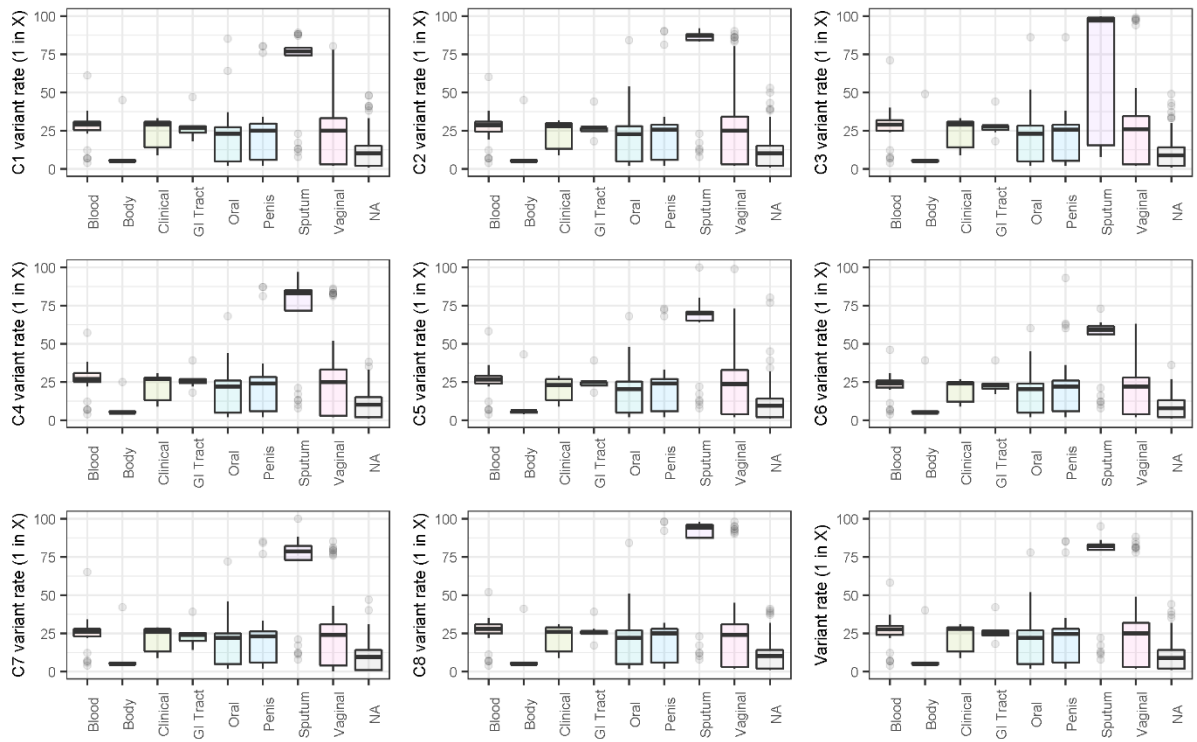 C1 variant rate (1 in X)
100
75
50
25
0
Blood
Body
Clinical
GI Tract
Oral
Penis
Sputum
Vaginal
NA
C2 variant rate (1 in X)
100
75
50
25
0
Blood
Body
Clinical
GI Tract
Oral
Penis
Sputum
Vaginal
NA
C3 variant rate (1 in X)
100
75
50
25
0
Blood
Body
Clinical
GI Tract
Oral
Penis
Sputum
Vaginal
NA
C4 variant rate (1 in X)
100
75
50
25
0
Blood
Body
Clinical
GI Tract
Oral
Penis
Sputum
Vaginal
NA
C5 variant rate (1 in X)
100
75
50
25
0
Blood
Body
Clinical
GI Tract
Oral
Penis
Sputum
Vaginal
NA
C6 variant rate (1 in X)
100
75
50
25
0
Blood
Body
Clinical
GI Tract
Oral
Penis
Sputum
Vaginal
NA
C7 variant rate (1 in X)
100
75
50
25
0
Blood
Body
Clinical
GI Tract
Oral
Penis
Sputum
Vaginal
NA
C8 variant rate (1 in X)
100
75
50
25
0
Blood
Body
Clinical
GI Tract
Oral
Penis
Sputum
Vaginal
NA
Variant rate (1 in X)
100
75
50
25
0
Blood
Body
Clinical
GI Tract
Oral
Penis
Sputum
Vaginal
NA